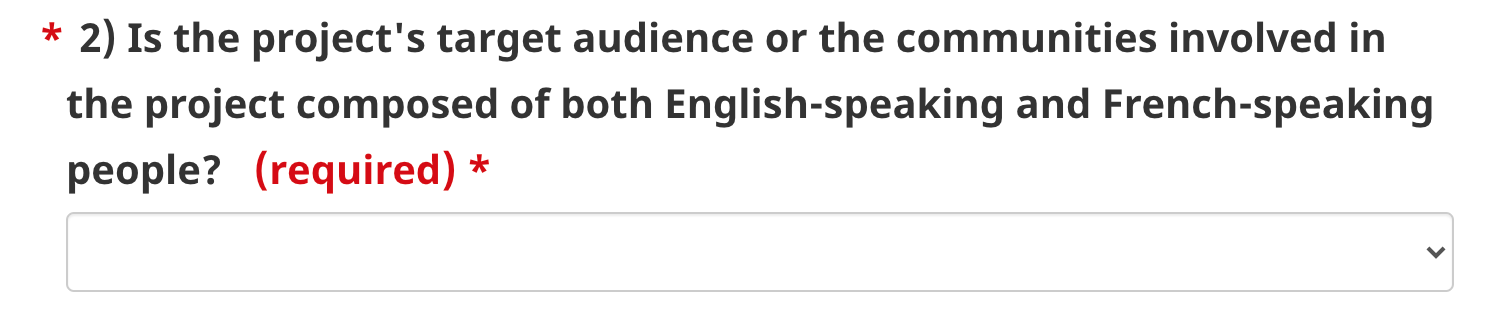 * 2) Is the project's target audience or the communities involved in
the project composed of both English-speaking and French-speaking
people? (required) *